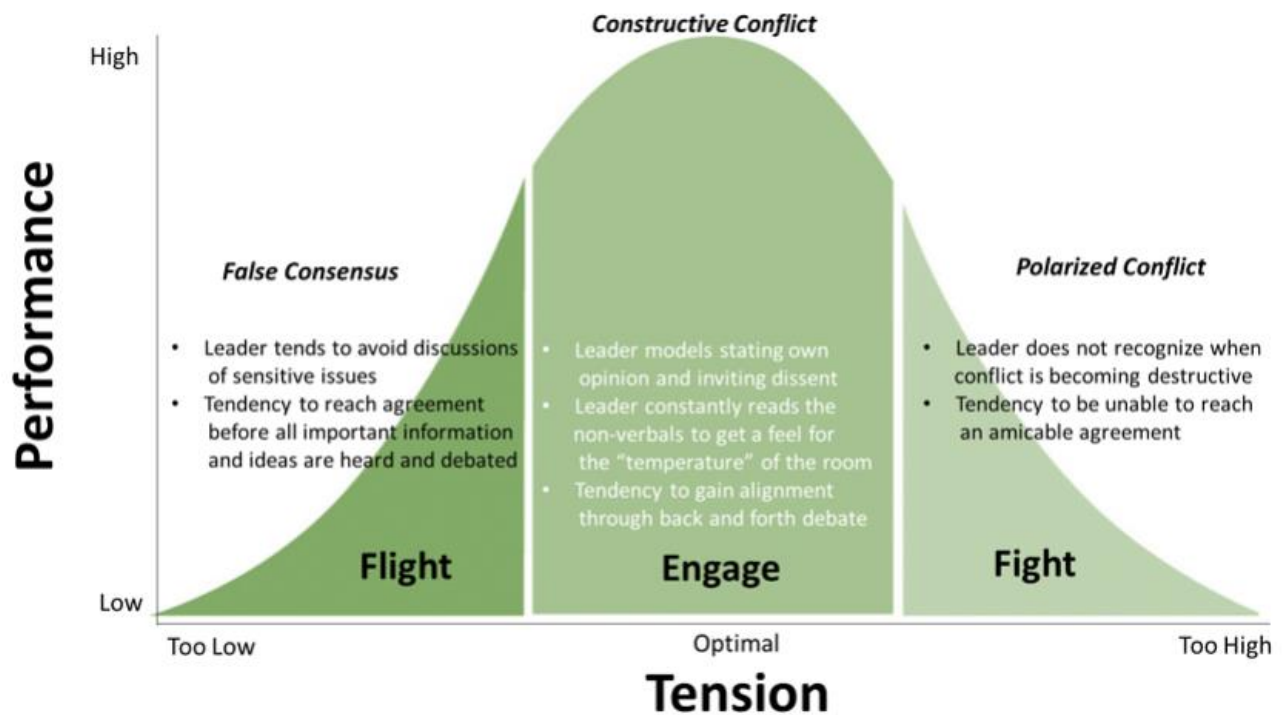 Constructive Conflict
High
Performance
False Consensus
• Leader tends to avoid discussions
of sensitive issues
• Tendency to reach agreement
before all important information
and ideas are heard and debated
• Leader models stating own
opinion and inviting dissent
• Leader constantly reads the
non-verbals to get a feel for
the “temperature” of the room
• Tendency to gain alignment
through back and forth debate
Polarized Conflict
• Leader does not recognize when
conflict is becoming destructive
• Tendency to be unable to reach
an amicable agreement
Flight
Engage
Fight
Low
Too Low
Optimal
Too High
Tension